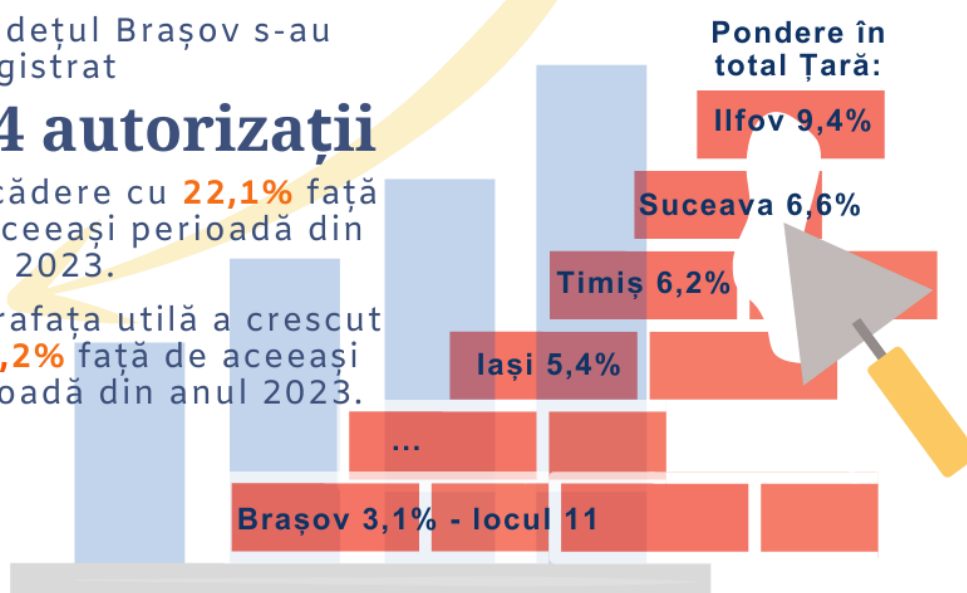 dețul Brașov s-au
gistrat
4 autorizații
cădere cu 22,1% față
ceeași perioadă din
2023.
rafața utilă a crescut
,2% față de aceeași
oadă din anul 2023.
Pondere în
total Țară:
Ilfov 9,4%
Suceava 6,6%
Timiș 6,2%
Iași 5,4%
...
Brașov 3,1% - locul 11